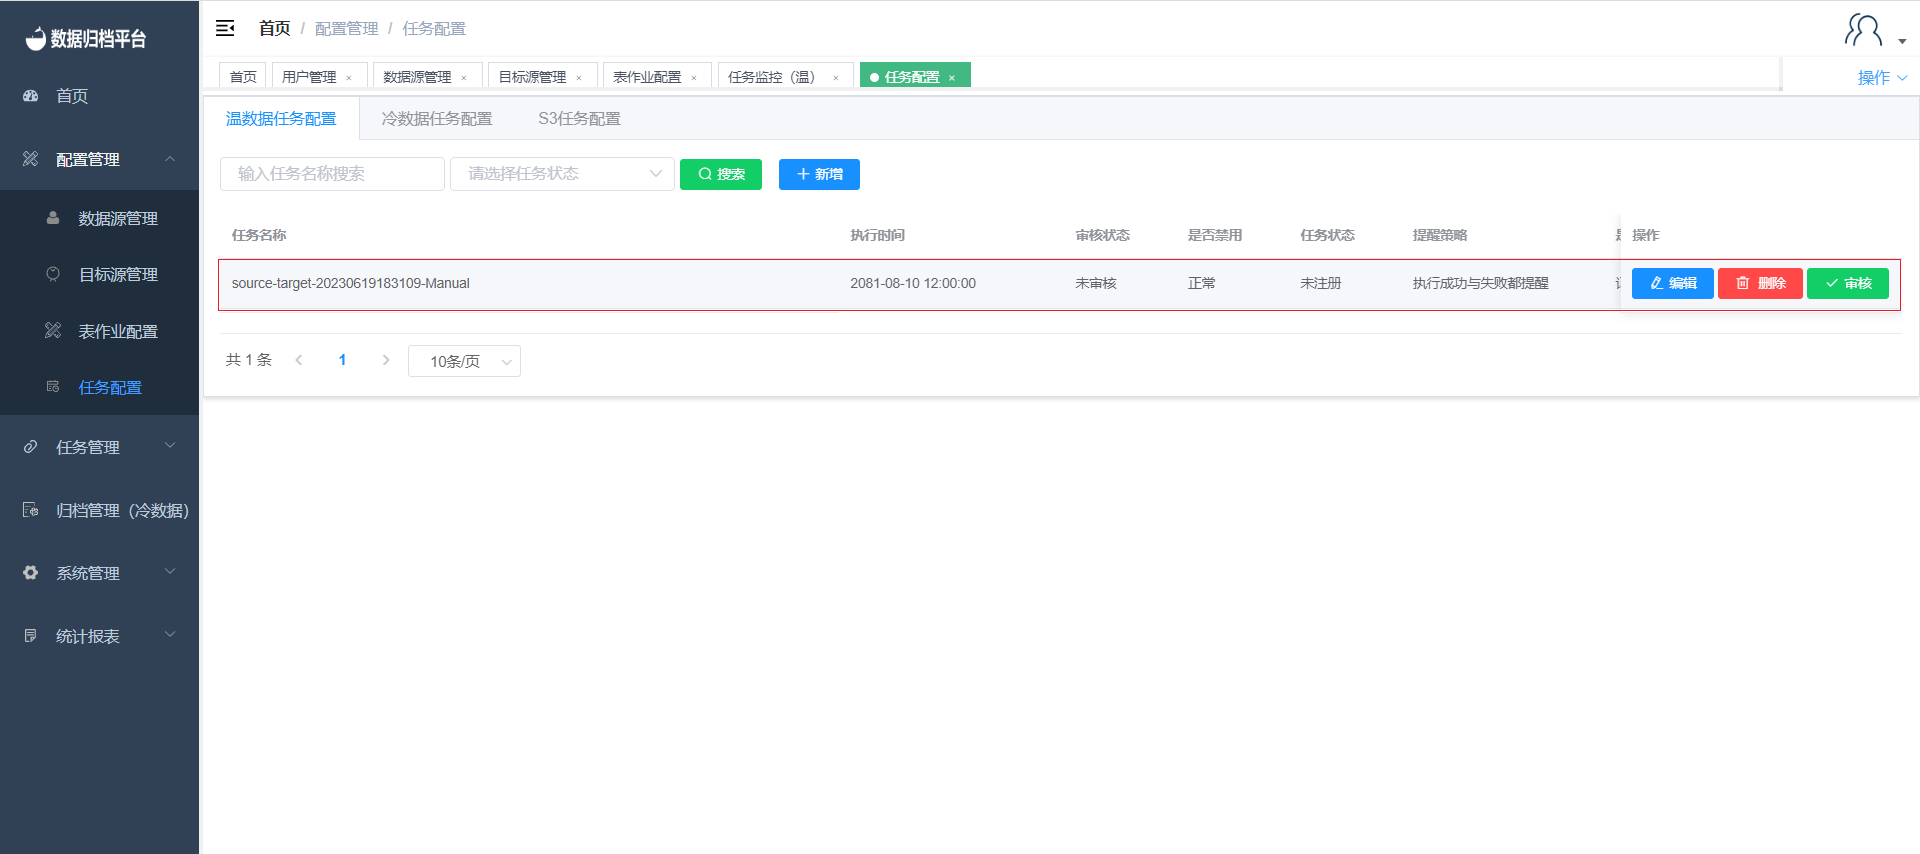 数据归档平台
首页
配置管理
数据源管理
目标源管理
表作业配置
任务配置
任务管理
归档管理（冷数据）
系统管理
统计报表
首页 / 配置管理 / 任务配置
首页 用户管理 × 数据源管理 × 目标源管理 × 表作业配置 × 任务监控（温） × 任务配置 × 操作
温数据任务配置 冷数据任务配置 S3任务配置
输入任务名称搜索 请选择任务状态 搜索 新增
任务名称 执行时间 审核状态 是否禁用 任务状态 提醒策略 操作
source-target-20230619183109-Manual 2081-08-10 12:00:00 未审核 正常 未注册 执行成功与失败都提醒 编辑 删除 审核
共 1 条 1 10条/页